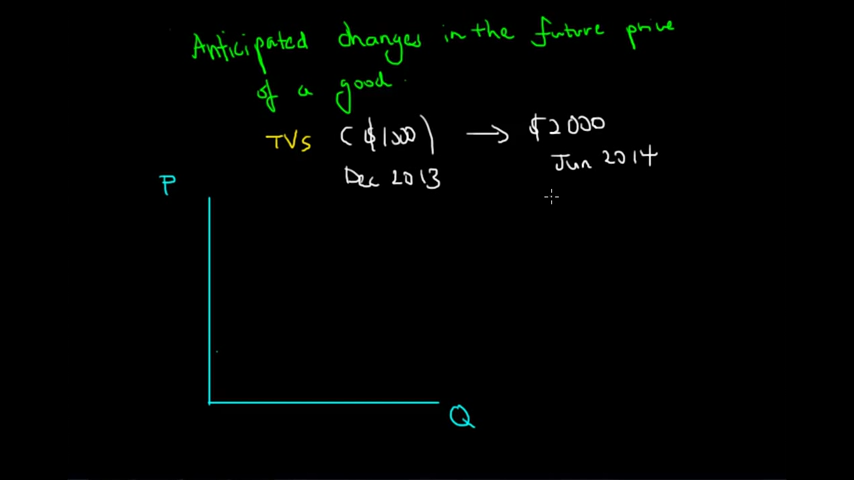 Anticipated changes in the future price
of a good
TVs ($1000) → $2000
Dec 2013 Jun 2014
P
Q